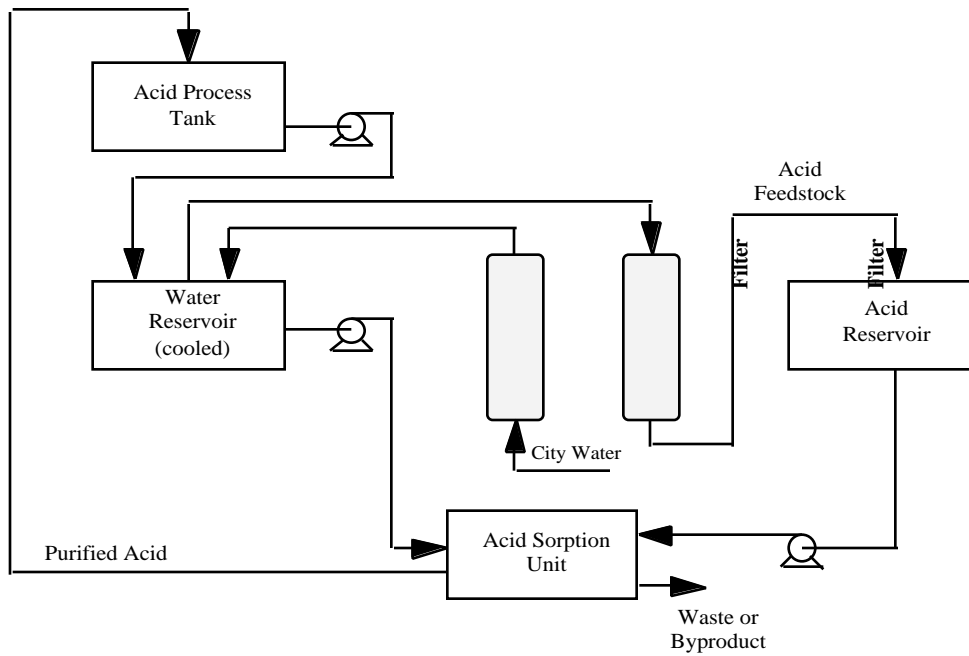 Acid Process
Tank
Acid
Feedstock
Filter
Filter
Water
Reservoir
(cooled)
Acid
Reservoir
City Water
Acid Sorption
Unit
Purified Acid
Waste or
Byproduct